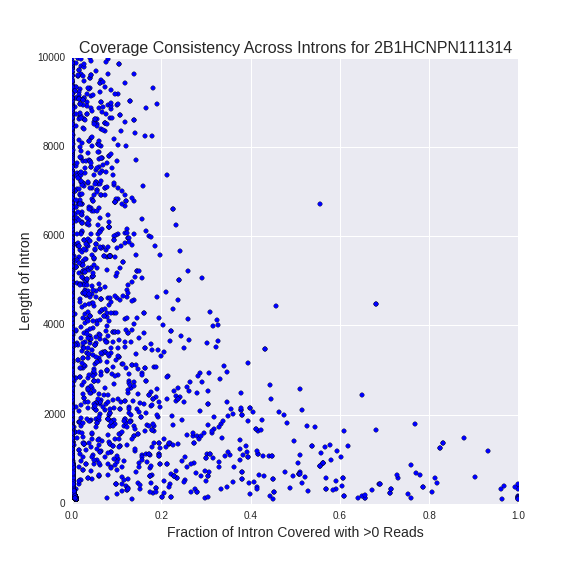 Coverage Consistency Across Introns for 2B1HCNPN111314
10000
8000
6000
4000
2000
0
Length of Intron
0.0 0.2 0.4 0.6 0.8 1.0
Fraction of Intron Covered with >0 Reads